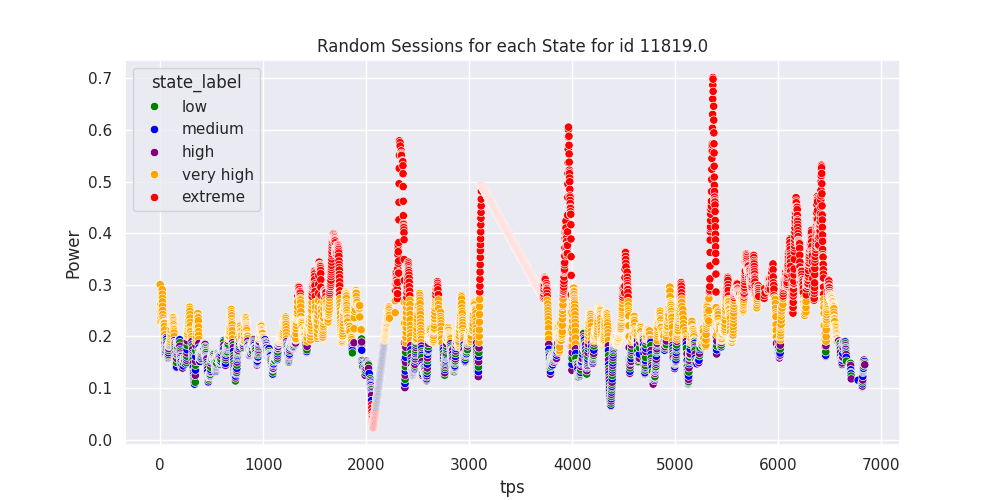 Random Sessions for each State for id 11819.0
state_label
low
medium
high
very high
extreme
Power
0.7
0.6
0.5
0.4
0.3
0.2
0.1
0.0
0 1000 2000 3000 4000 5000 6000 7000
tps